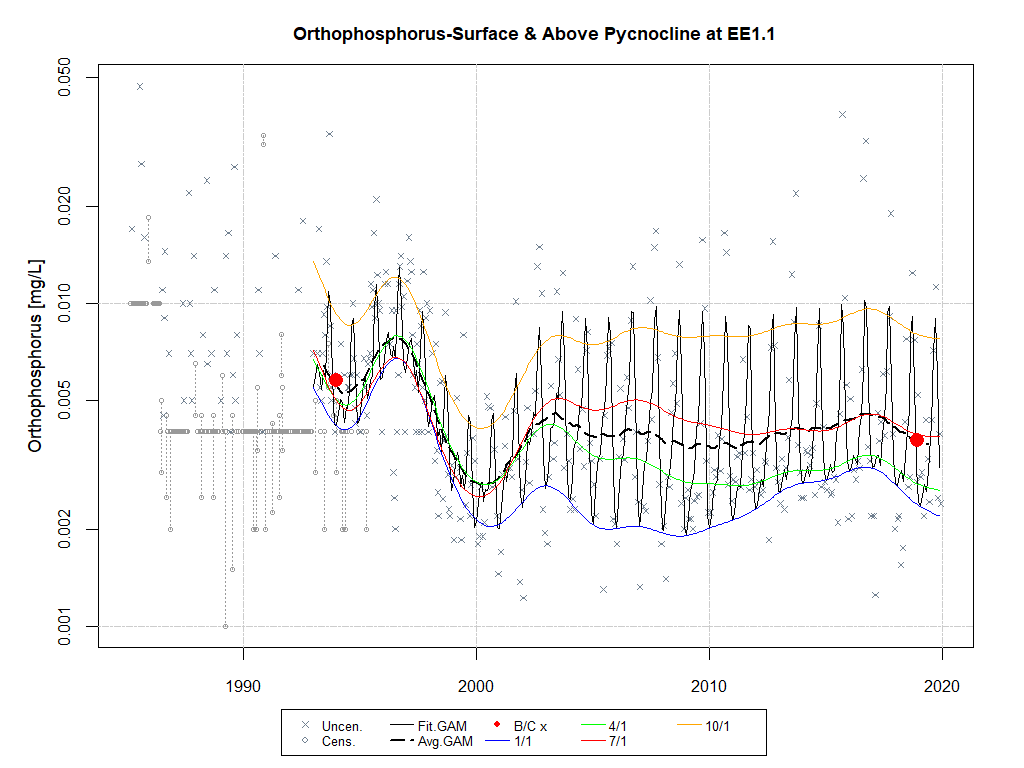 Orthophosphorus-Surface & Above Pycnocline at EE1.1
Orthophosphorus [mg/L]
0.050
0.020
0.010
0.005
0.002
0.001
1990 2000 2010 2020
Uncen. Fit.GAM B/C x 4/1 10/1
Cens. Avg.GAM 1/1 7/1